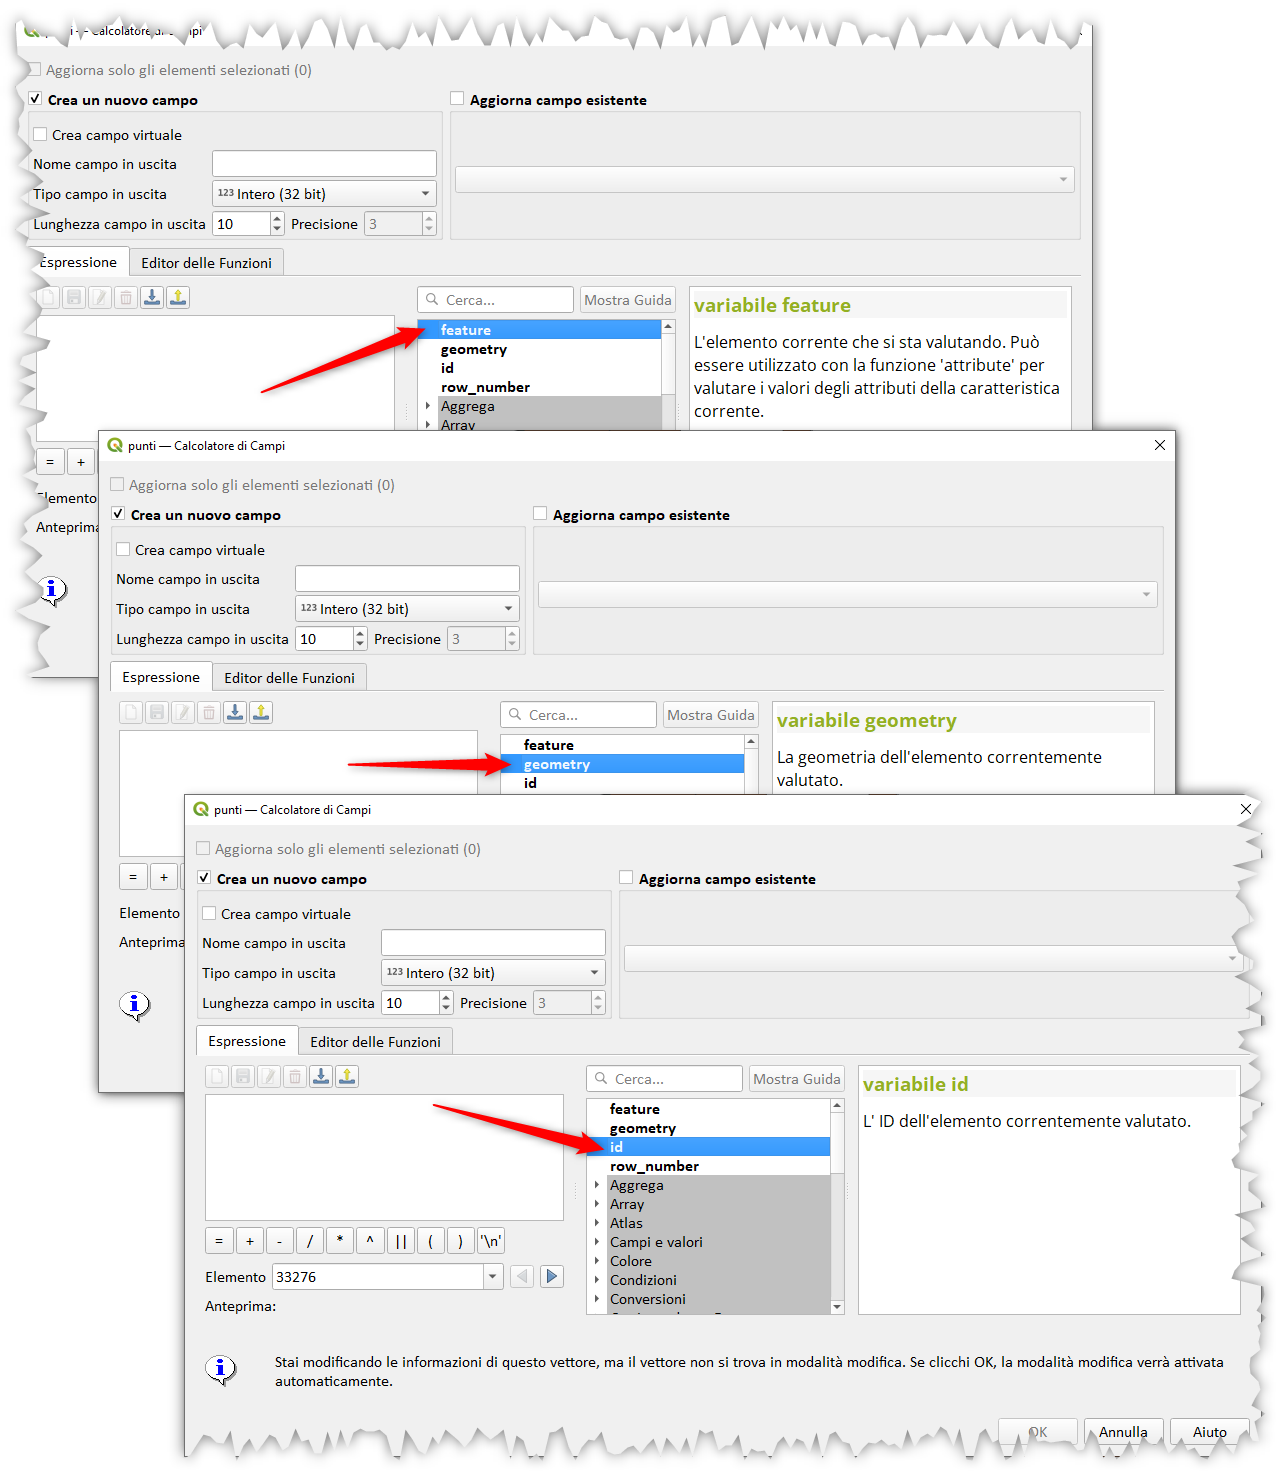 punti — Calcolatore di Campi
Aggiorna solo gli elementi selezionati (0)
Crea un nuovo campo
Aggiorna campo esistente
Crea campo virtuale
Nome campo in uscita
Tipo campo in uscita
123 Intero (32 bit)
Lunghezza campo in uscita
10
Precisione
3
Espressione
Editor delle Funzioni
Cerca...
Mostra Guida
feature
geometry
id
row_number
Aggrega
Array
variabile feature
L'elemento corrente che si sta valutando. Può
essere utilizzato con la funzione 'attribute' per
valutare i valori degli attributi della caratteristica
corrente.
= +
Elemento
Anteprima
punti — Calcolatore di Campi
Aggiorna solo gli elementi selezionati (0)
Crea un nuovo campo
Aggiorna campo esistente
Crea campo virtuale
Nome campo in uscita
Tipo campo in uscita
123 Intero (32 bit)
Lunghezza campo in uscita
10
Precisione
3
Espressione
Editor delle Funzioni
Cerca...
Mostra Guida
feature
geometry
id
variabile geometry
La geometria dell'elemento correntemente
valutato.
= +
Elemento
Anteprima
punti — Calcolatore di Campi
Aggiorna solo gli elementi selezionati (0)
Crea un nuovo campo
Aggiorna campo esistente
Crea campo virtuale
Nome campo in uscita
Tipo campo in uscita
123 Intero (32 bit)
Lunghezza campo in uscita
10
Precisione
3
Espressione
Editor delle Funzioni
Cerca...
Mostra Guida
feature
geometry
id
row_number
Aggrega
Array
Atlas
Campi e valori
Colore
Condizioni
Conversioni
variabile id
L' ID dell'elemento correntemente valutato.
= + - / * ^ || ( ) '\n'
Elemento
33276
Anteprima:
Stai modificando le informazioni di questo vettore, ma il vettore non si trova in modalità modifica. Se clicchi OK, la modalità modifica verrà attivata
automaticamente.
OK
Annulla
Aiuto